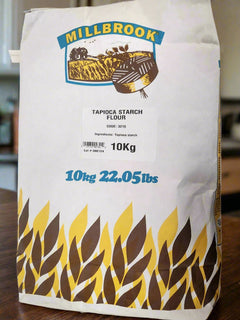 MILLBROOK
TAPIOCA STARCH
FLOUR
Ingredients: Tapioca starch
10Kg
10kg 22.05lbs